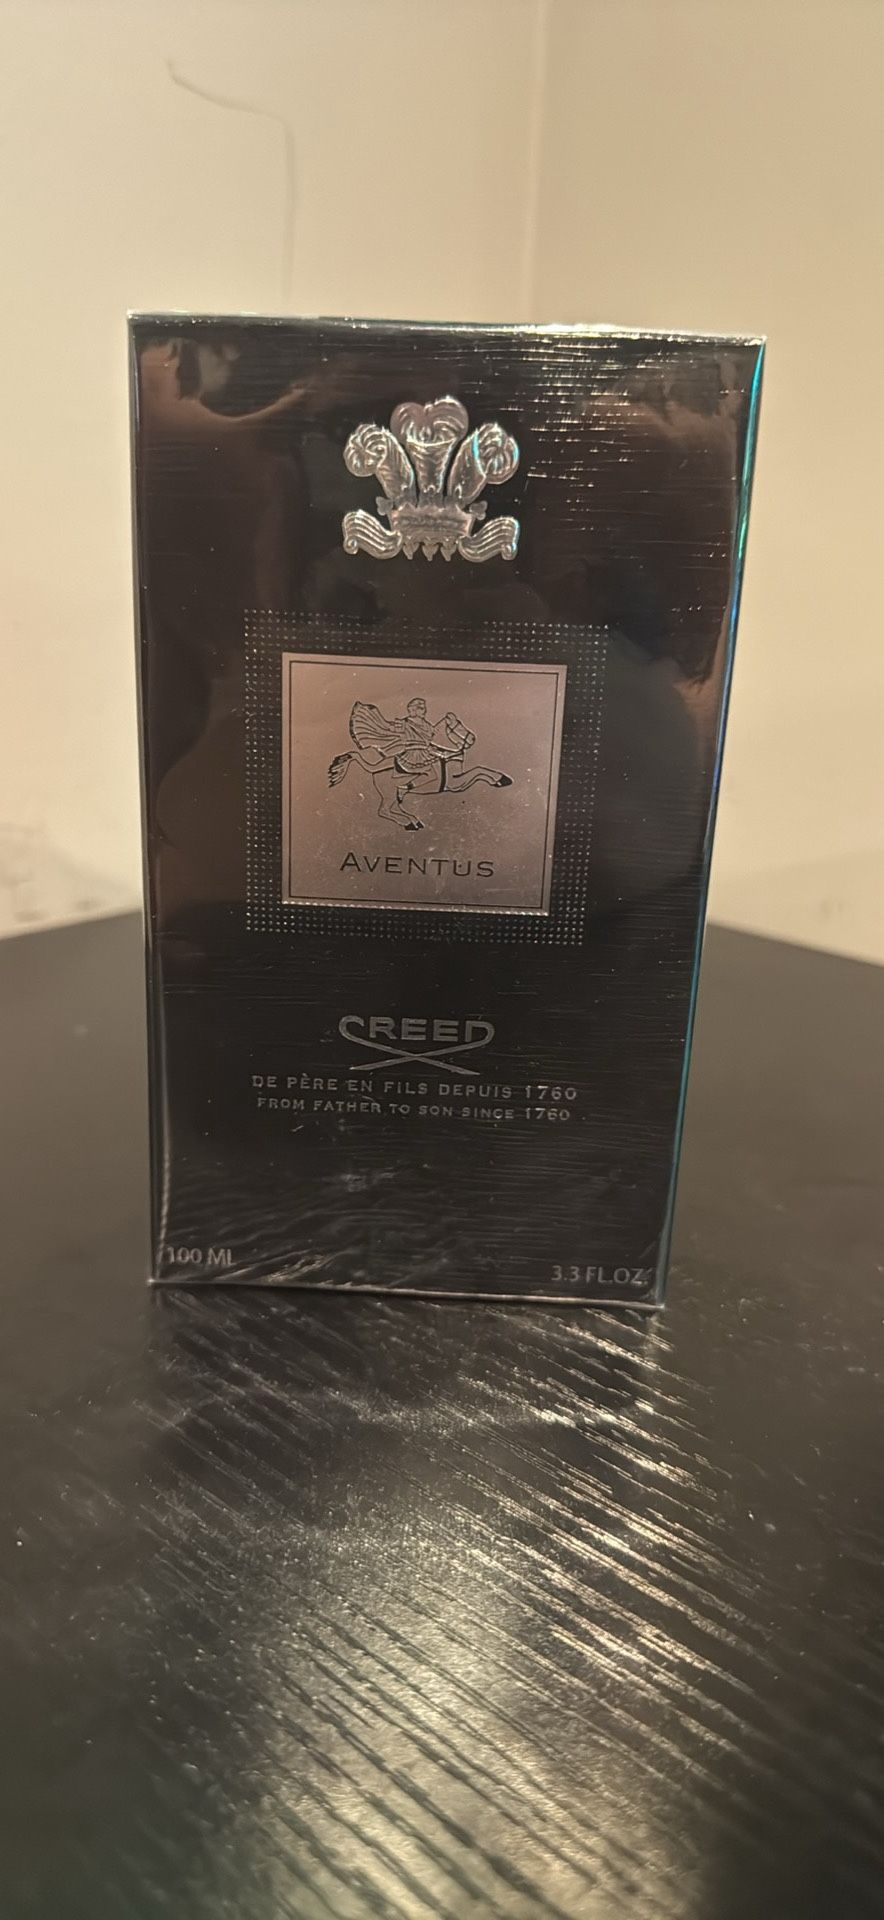 AVENTUS
CREED
DE PÈRE EN FILS DEPUIS 1760
FROM FATHER TO SON SINCE 1760
100 ML
3.3 FL.OZ.